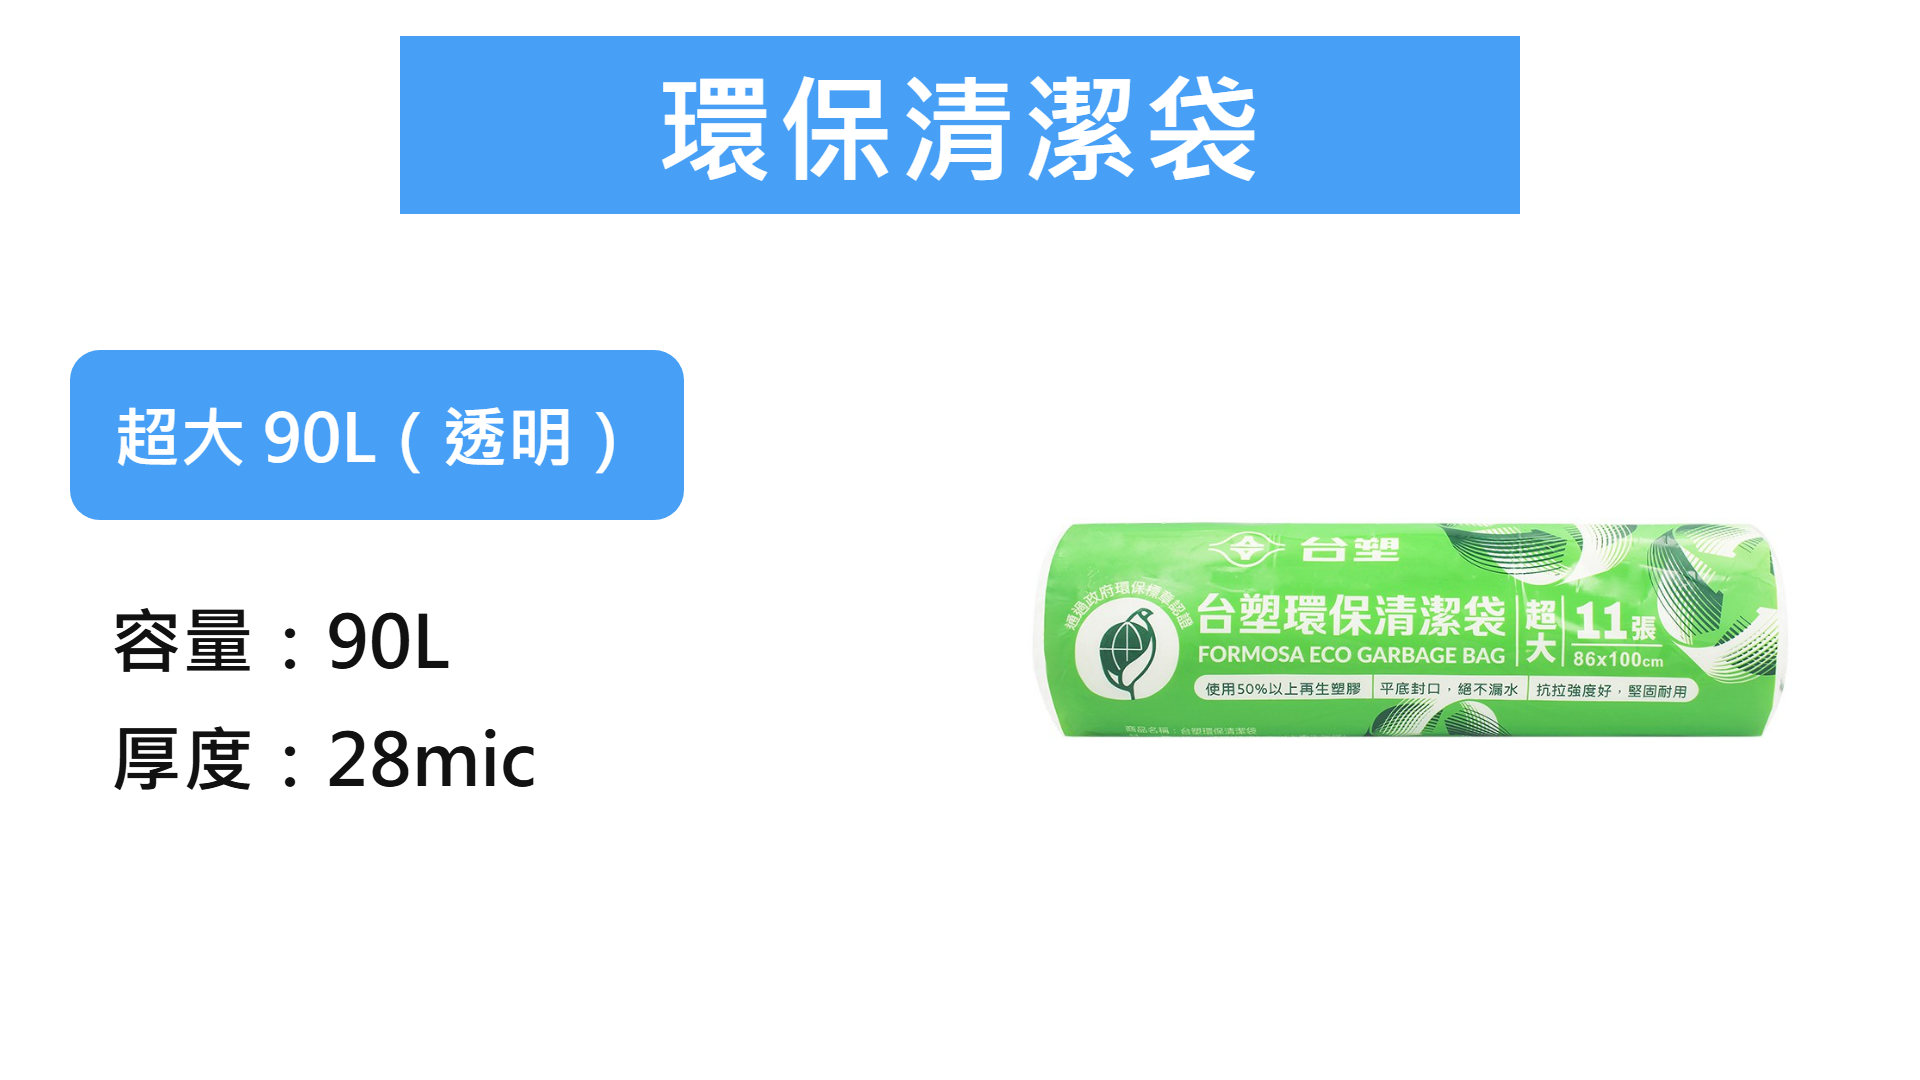 環保清潔袋
超大 90L（透明）
容量：90L
厚度：28mic
台塑
通過政府環保標章認證
台塑環保清潔袋
FORMOSA ECO GARBAGE BAG
超大
11張
86x100cm
使用50%以上再生塑膠
平底封口，絕不漏水
抗拉強度好，堅固耐用
商品名稱：台塑環保清潔袋